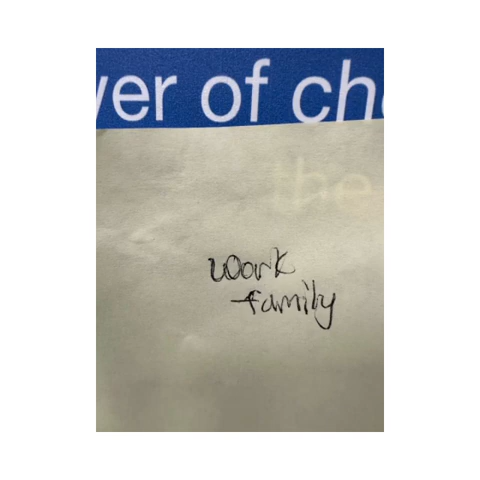 ver of ch
the
work
family